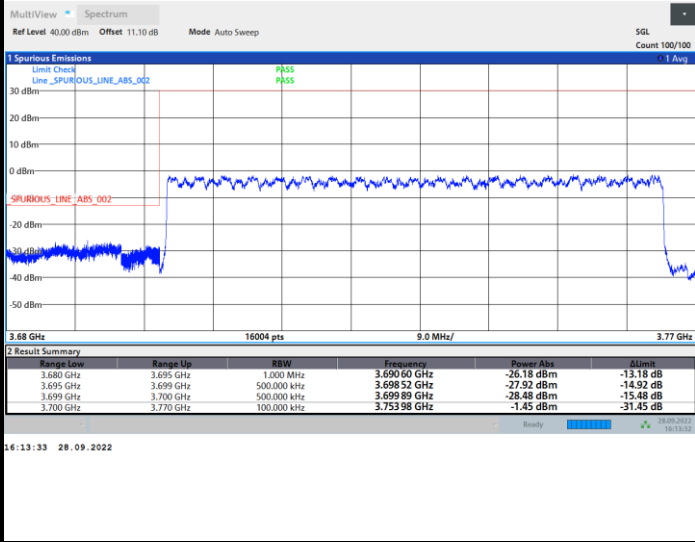 MultiView Spectrum
Ref Level 40.00 dBm Offset 11.10 dB Mode Auto Sweep SGL
Count 100/100
1 Spurious Emissions 1 Avg
Limit Check PASS
Line _SPURIOUS_LINE_ABS_002 PASS
30 dBm
20 dBm
10 dBm
0 dBm
_SPURIOUS_LINE_ABS_002
-20 dBm
-30 dBm
-40 dBm
-50 dBm
3.68 GHz 16004 pts 9.0 MHz/ 3.77 GHz
2 Result Summary
Range Low Range Up RBW Frequency Power Abs ΔLimit
3.680 GHz 3.695 GHz 1.000 MHz 3.690 60 GHz -26.18 dBm -13.18 dB
3.695 GHz 3.699 GHz 500.000 kHz 3.698 52 GHz -27.92 dBm -14.92 dB
3.699 GHz 3.700 GHz 500.000 kHz 3.699 89 GHz -28.48 dBm -15.48 dB
3.700 GHz 3.770 GHz 100.000 kHz 3.753 98 GHz -1.45 dBm -31.45 dB
Ready 28.09.2022
16:13:32
16:13:33 28.09.2022